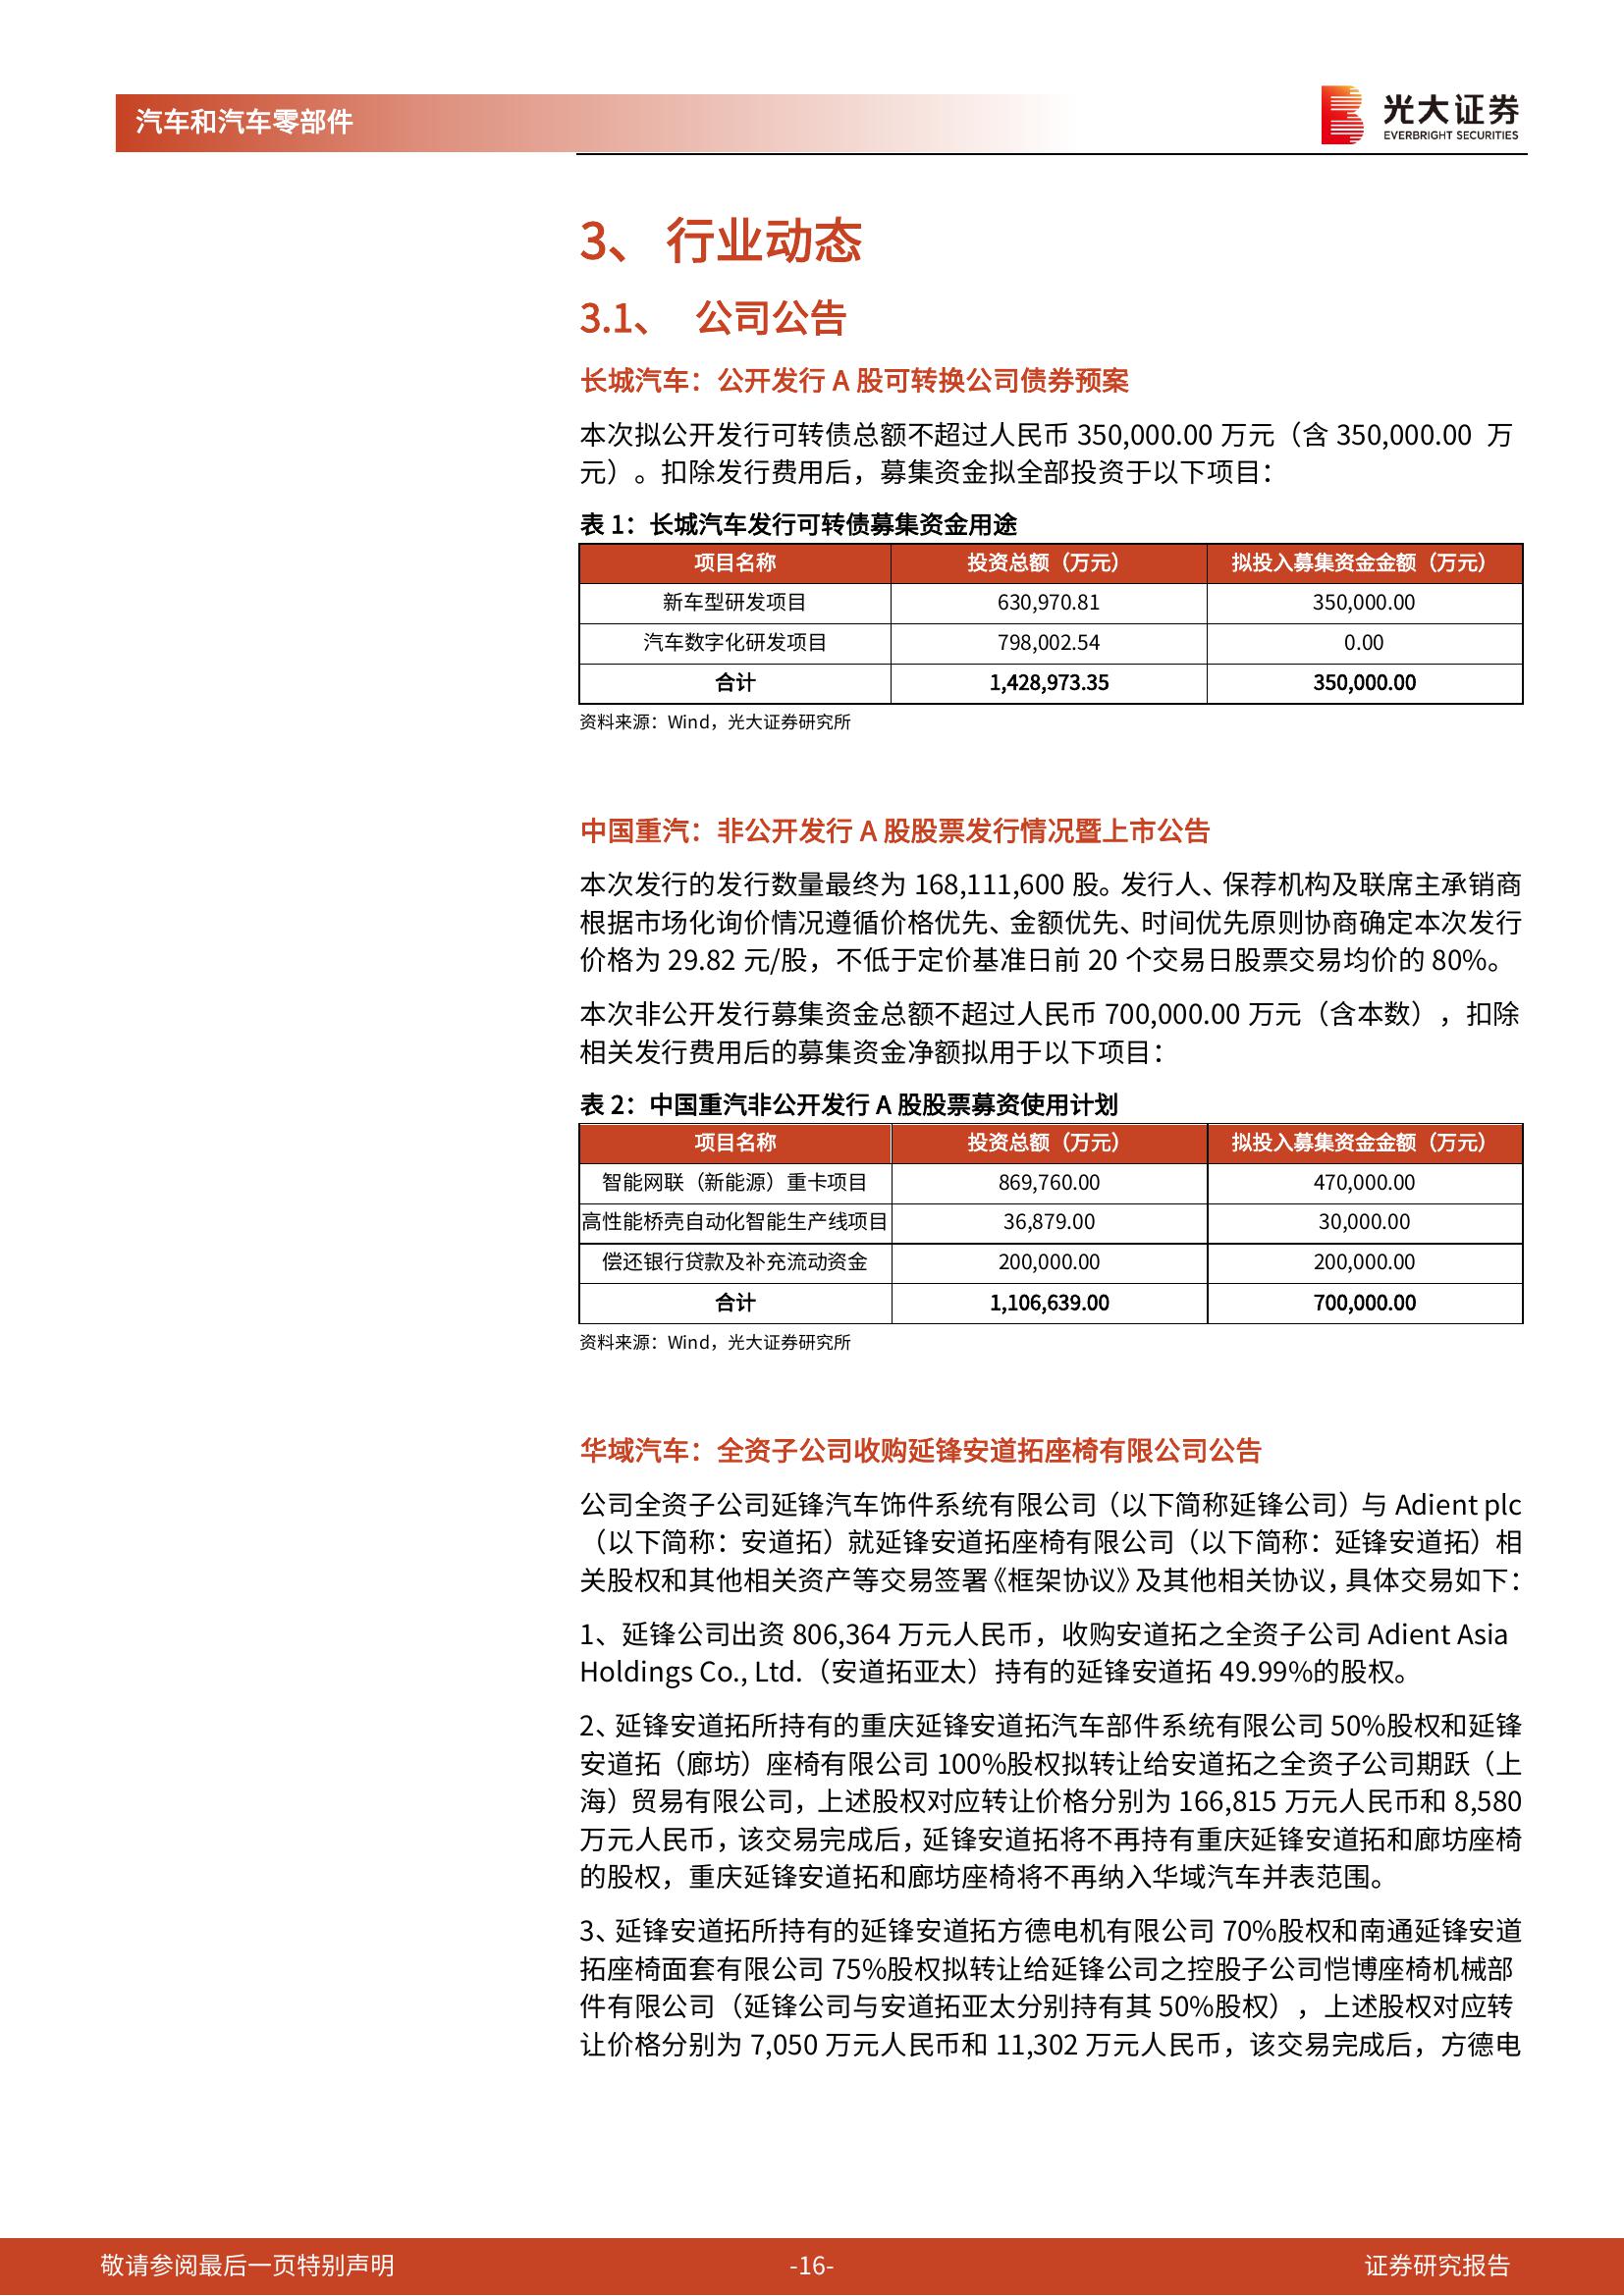 汽车和汽车零部件
光大证券
EVERBRIGHT SECURITIES
3、 行业动态
3.1、 公司公告
长城汽车：公开发行 A 股可转换公司债券预案
本次拟公开发行可转债总额不超过人民币 350,000.00 万元（含 350,000.00 万
元）。扣除发行费用后，募集资金拟全部投资于以下项目：
表 1：长城汽车发行可转债募集资金用途
项目名称 投资总额（万元） 拟投入募集资金金额（万元）
新车型研发项目 630,970.81 350,000.00
汽车数字化研发项目 798,002.54 0.00
合计 1,428,973.35 350,000.00
资料来源：Wind，光大证券研究所
中国重汽：非公开发行 A 股股票发行情况暨上市公告
本次发行的发行数量最终为 168,111,600 股。发行人、保荐机构及联席主承销商
根据市场化询价情况遵循价格优先、金额优先、时间优先原则协商确定本次发行
价格为 29.82 元/股，不低于定价基准日前 20 个交易日股票交易均价的 80%。
本次非公开发行募集资金总额不超过人民币 700,000.00 万元（含本数），扣除
相关发行费用后的募集资金净额拟用于以下项目：
表 2：中国重汽非公开发行 A 股股票募资使用计划
项目名称 投资总额（万元） 拟投入募集资金金额（万元）
智能网联（新能源）重卡项目 869,760.00 470,000.00
高性能桥壳自动化智能生产线项目 36,879.00 30,000.00
偿还银行贷款及补充流动资金 200,000.00 200,000.00
合计 1,106,639.00 700,000.00
资料来源：Wind，光大证券研究所
华域汽车：全资子公司收购延锋安道拓座椅有限公司公告
公司全资子公司延锋汽车饰件系统有限公司（以下简称延锋公司）与 Adient plc
（以下简称：安道拓）就延锋安道拓座椅有限公司（以下简称：延锋安道拓）相
关股权和其他相关资产等交易签署《框架协议》及其他相关协议，具体交易如下：
1、延锋公司出资 806,364 万元人民币，收购安道拓之全资子公司 Adient Asia
Holdings Co., Ltd.（安道拓亚太）持有的延锋安道拓 49.99%的股权。
2、延锋安道拓所持有的重庆延锋安道拓汽车部件系统有限公司 50%股权和延锋
安道拓（廊坊）座椅有限公司 100%股权拟转让给安道拓之全资子公司期跃（上
海）贸易有限公司，上述股权对应转让价格分别为 166,815 万元人民币和 8,580
万元人民币，该交易完成后，延锋安道拓将不再持有重庆延锋安道拓和廊坊座椅
的股权，重庆延锋安道拓和廊坊座椅将不再纳入华域汽车并表范围。
3、延锋安道拓所持有的延锋安道拓方德电机有限公司 70%股权和南通延锋安道
拓座椅面套有限公司 75%股权拟转让给延锋公司之控股子公司恺博座椅机械部
件有限公司（延锋公司与安道拓亚太分别持有其 50%股权），上述股权对应转
让价格分别为 7,050 万元人民币和 11,302 万元人民币，该交易完成后，方德电
敬请参阅最后一页特别声明 -16- 证券研究报告